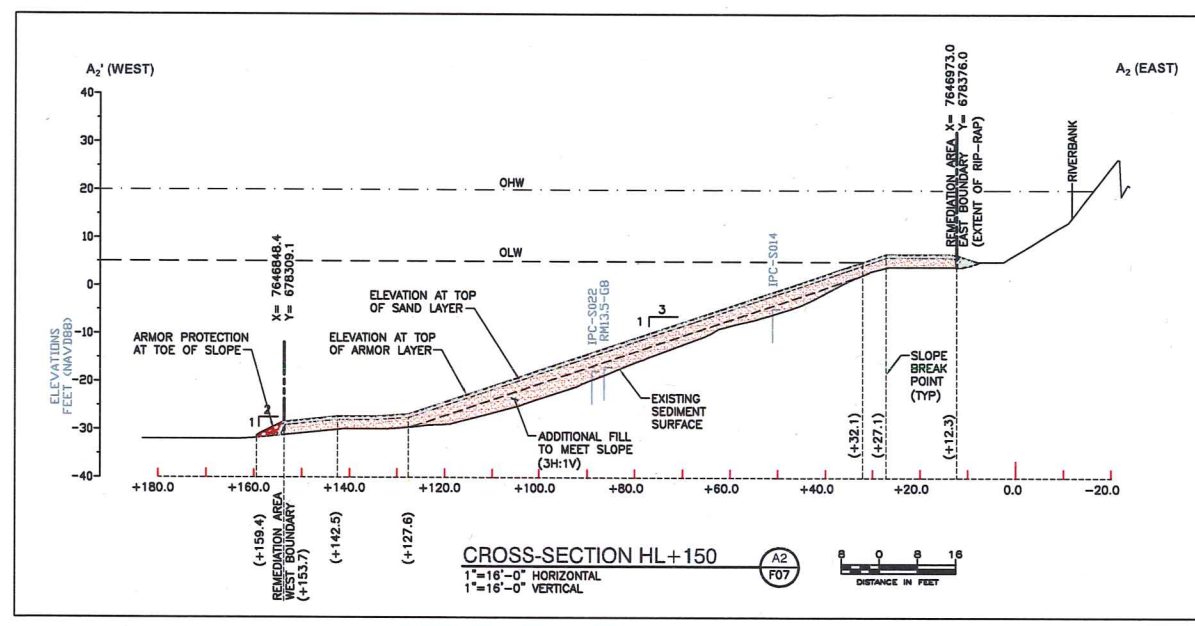 A2' (WEST)
A2 (EAST)
REMEDIATION AREA X= 7646973.0
EAST BOUNDARY Y= 678376.0
(EXTENT OF RIP-RAP)
RIVERBANK
40
30
20
10
0
-10
-20
-30
-40
ELEVATIONS
FEET (NAVD88)
OHW
OLW
X= 7646848.4
Y= 678309.1
ARMOR PROTECTION
AT TOE OF SLOPE
ELEVATION AT TOP
OF SAND LAYER
ELEVATION AT TOP
OF ARMOR LAYER
IPC-S022
RM13.5-GB
IPC-S014
1
3
1
2
EXISTING
SEDIMENT
SURFACE
ADDITIONAL FILL
TO MEET SLOPE
(3H:1V)
SLOPE
BREAK
POINT
(TYP)
+180.0
+160.0
+140.0
+120.0
+100.0
+80.0
+60.0
+40.0
+20.0
0.0
-20.0
(+159.4)
REMEDIATION AREA
WEST BOUNDARY
(+153.7)
(+142.5)
(+127.6)
(+32.1)
(+27.1)
(+12.3)
CROSS-SECTION HL+150
1"=16'-0" HORIZONTAL
1"=16'-0" VERTICAL
A2
F07
8 0 8 16
DISTANCE IN FEET